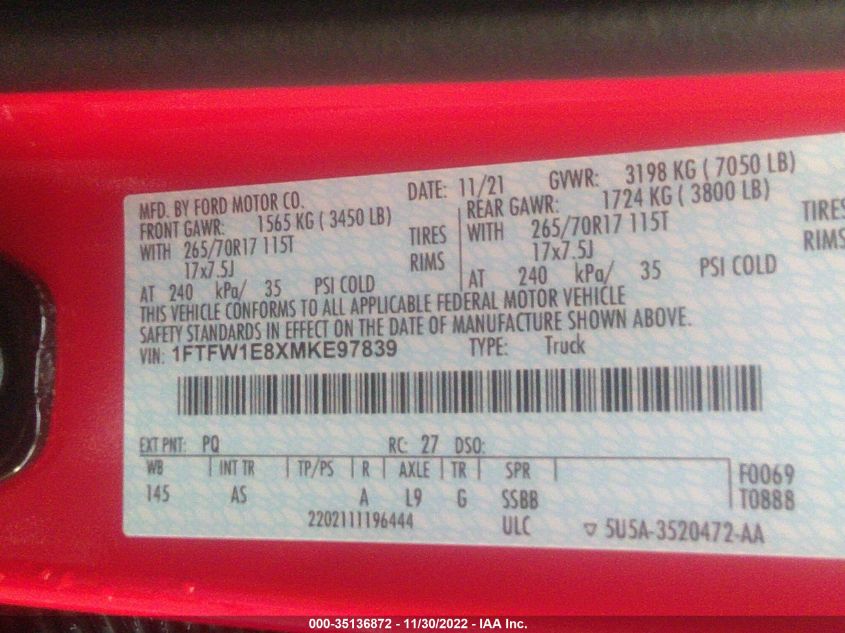 MFD. BY FORD MOTOR CO. DATE: 11/21 GVWR: 3198 KG ( 7050 LB)
FRONT GAWR: 1565 KG ( 3450 LB) REAR GAWR: 1724 KG ( 3800 LB)
WITH 265/70R17 115T TIRES WITH 265/70R17 115T TIRES
17x7.5J RIMS 17x7.5J RIMS
AT 240 kPa/ 35 PSI COLD AT 240 kPa/ 35 PSI COLD
THIS VEHICLE CONFORMS TO ALL APPLICABLE FEDERAL MOTOR VEHICLE
SAFETY STANDARDS IN EFFECT ON THE DATE OF MANUFACTURE SHOWN ABOVE.
VIN: 1FTFW1E8XMKE97839 TYPE: Truck
EXT PNT: PQ RC: 27 DSO:
WB INT TR TP/PS R AXLE TR SPR F0069
145 AS A L9 G SSBB T0888
2202111196444 ULC 5U5A-3520472-AA
000-35136872 - 11/30/2022 - IAA Inc.